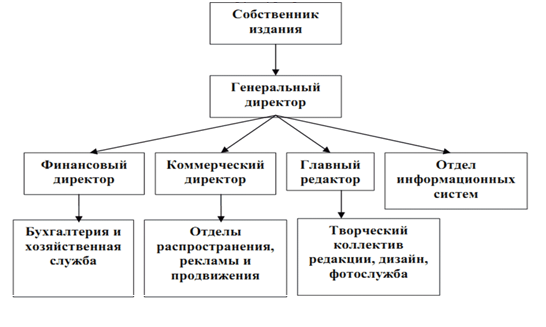 Собственник
издания
Генеральный
директор
Финансовый
директор
Коммерческий
директор
Главный
редактор
Отдел
информационных
систем
Бухгалтерия и
хозяйственная
служба
Отделы
распространения,
рекламы и
продвижения
Творческий
коллектив
редакции, дизайн,
фотослужба